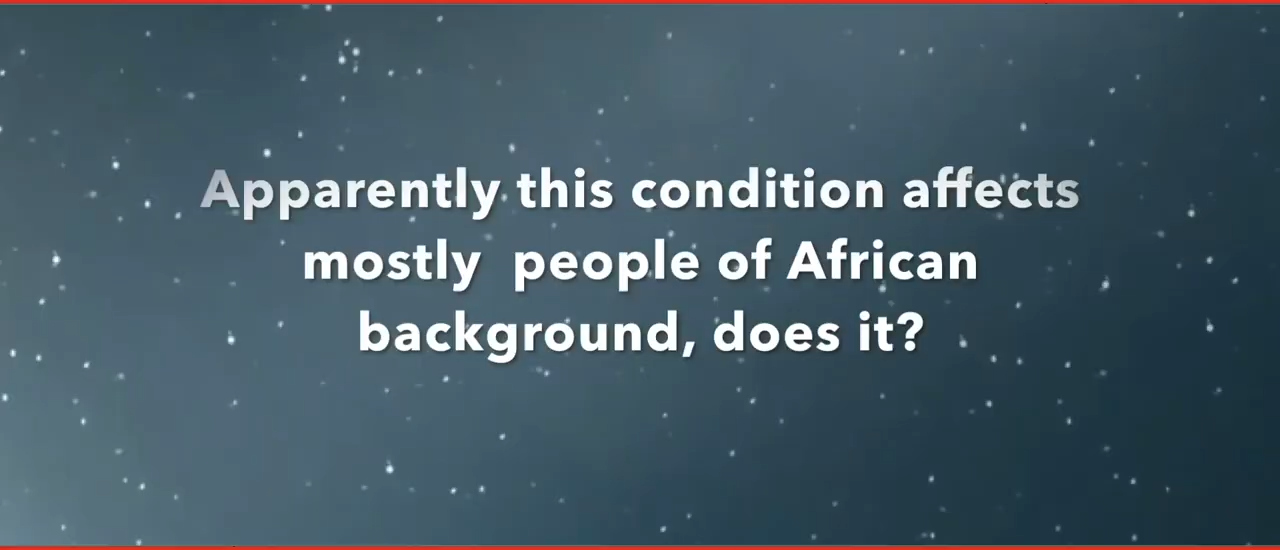 Apparently this condition affects
mostly  people of African
background, does it?